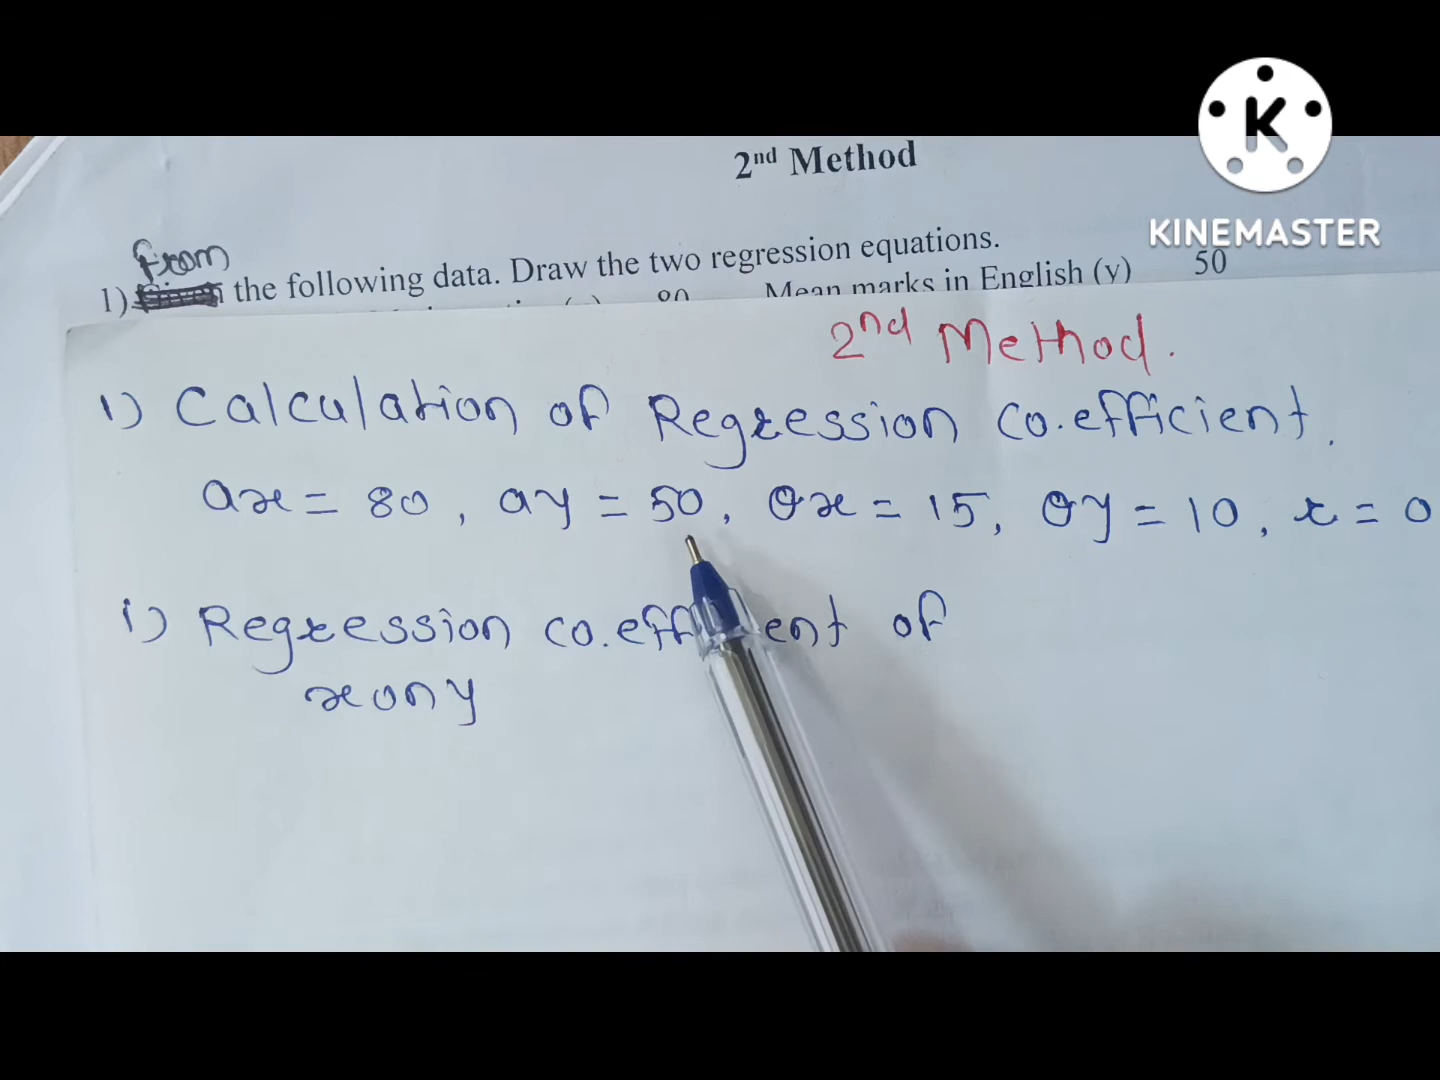 2nd Method
KINEMASTER
From
1) Given the following data. Draw the two regression equations.
80 Mean marks in English (y) 50
2nd Method.
1) Calculation of Regression co.efficient.
ax = 80, ay = 50, σx = 15, σy = 10, r = 0
i) Regression co.efficient of
x on y